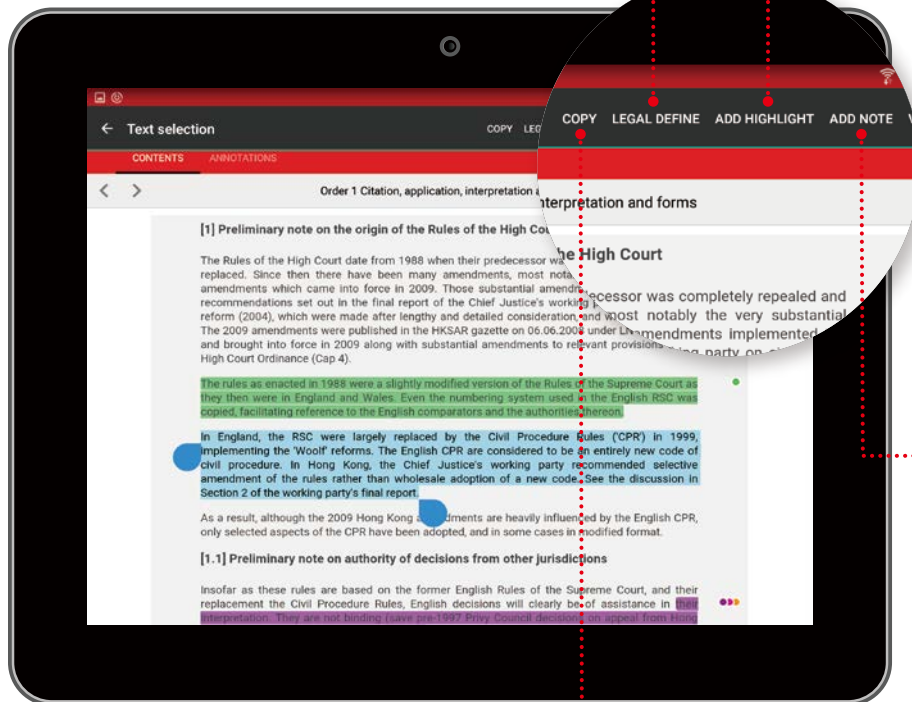 Text selection
COPY LEG
CONTENTS ANNOTATIONS
Order 1 Citation, application, interpretation a
[1] Preliminary note on the origin of the Rules of the High Cou
The Rules of the High Court date from 1988 when their predecessor wa
replaced. Since then there have been many amendments, most nota
amendments which came into force in 2009. Those substantial amendm
recommendations set out in the final report of the Chief Justice's working p
reform (2004), which were made after lengthy and detailed consideration, and
The 2009 amendments were published in the HKSAR gazette on 06.06.2008 under
and brought into force in 2009 along with substantial amendments to relevant provisions
High Court Ordinance (Cap 4).
The rules as enacted in 1988 were a slightly modified version of the Rules of the Supreme Court as
they then were in England and Wales. Even the numbering system used in the English RSC was
copied, facilitating reference to the English comparators and the authorities thereon.
In England, the RSC were largely replaced by the Civil Procedure Rules ('CPR') in 1999,
implementing the 'Woolf' reforms. The English CPR are considered to be an entirely new code of
civil procedure. In Hong Kong, the Chief Justice's working party recommended selective
amendment of the rules rather than wholesale adoption of a new code. See the discussion in
Section 2 of the working party's final report.
As a result, although the 2009 Hong Kong a dments are heavily influenced by the English CPR,
only selected aspects of the CPR have been adopted, and in some cases in modified format.
[1.1] Preliminary note on authority of decisions from other jurisdictions
Insofar as these rules are based on the former English Rules of the Supreme Court, and their
replacement the Civil Procedure Rules, English decisions will clearly be of assistance in their
interpretation. They are not binding (save pre-1997 Privy Council decisions on appeal from Hong
COPY LEGAL DEFINE ADD HIGHLIGHT ADD NOTE V
nterpretation and forms
he High Court
ecessor was completely repealed and
most notably the very substantial
amendments implemented
party on